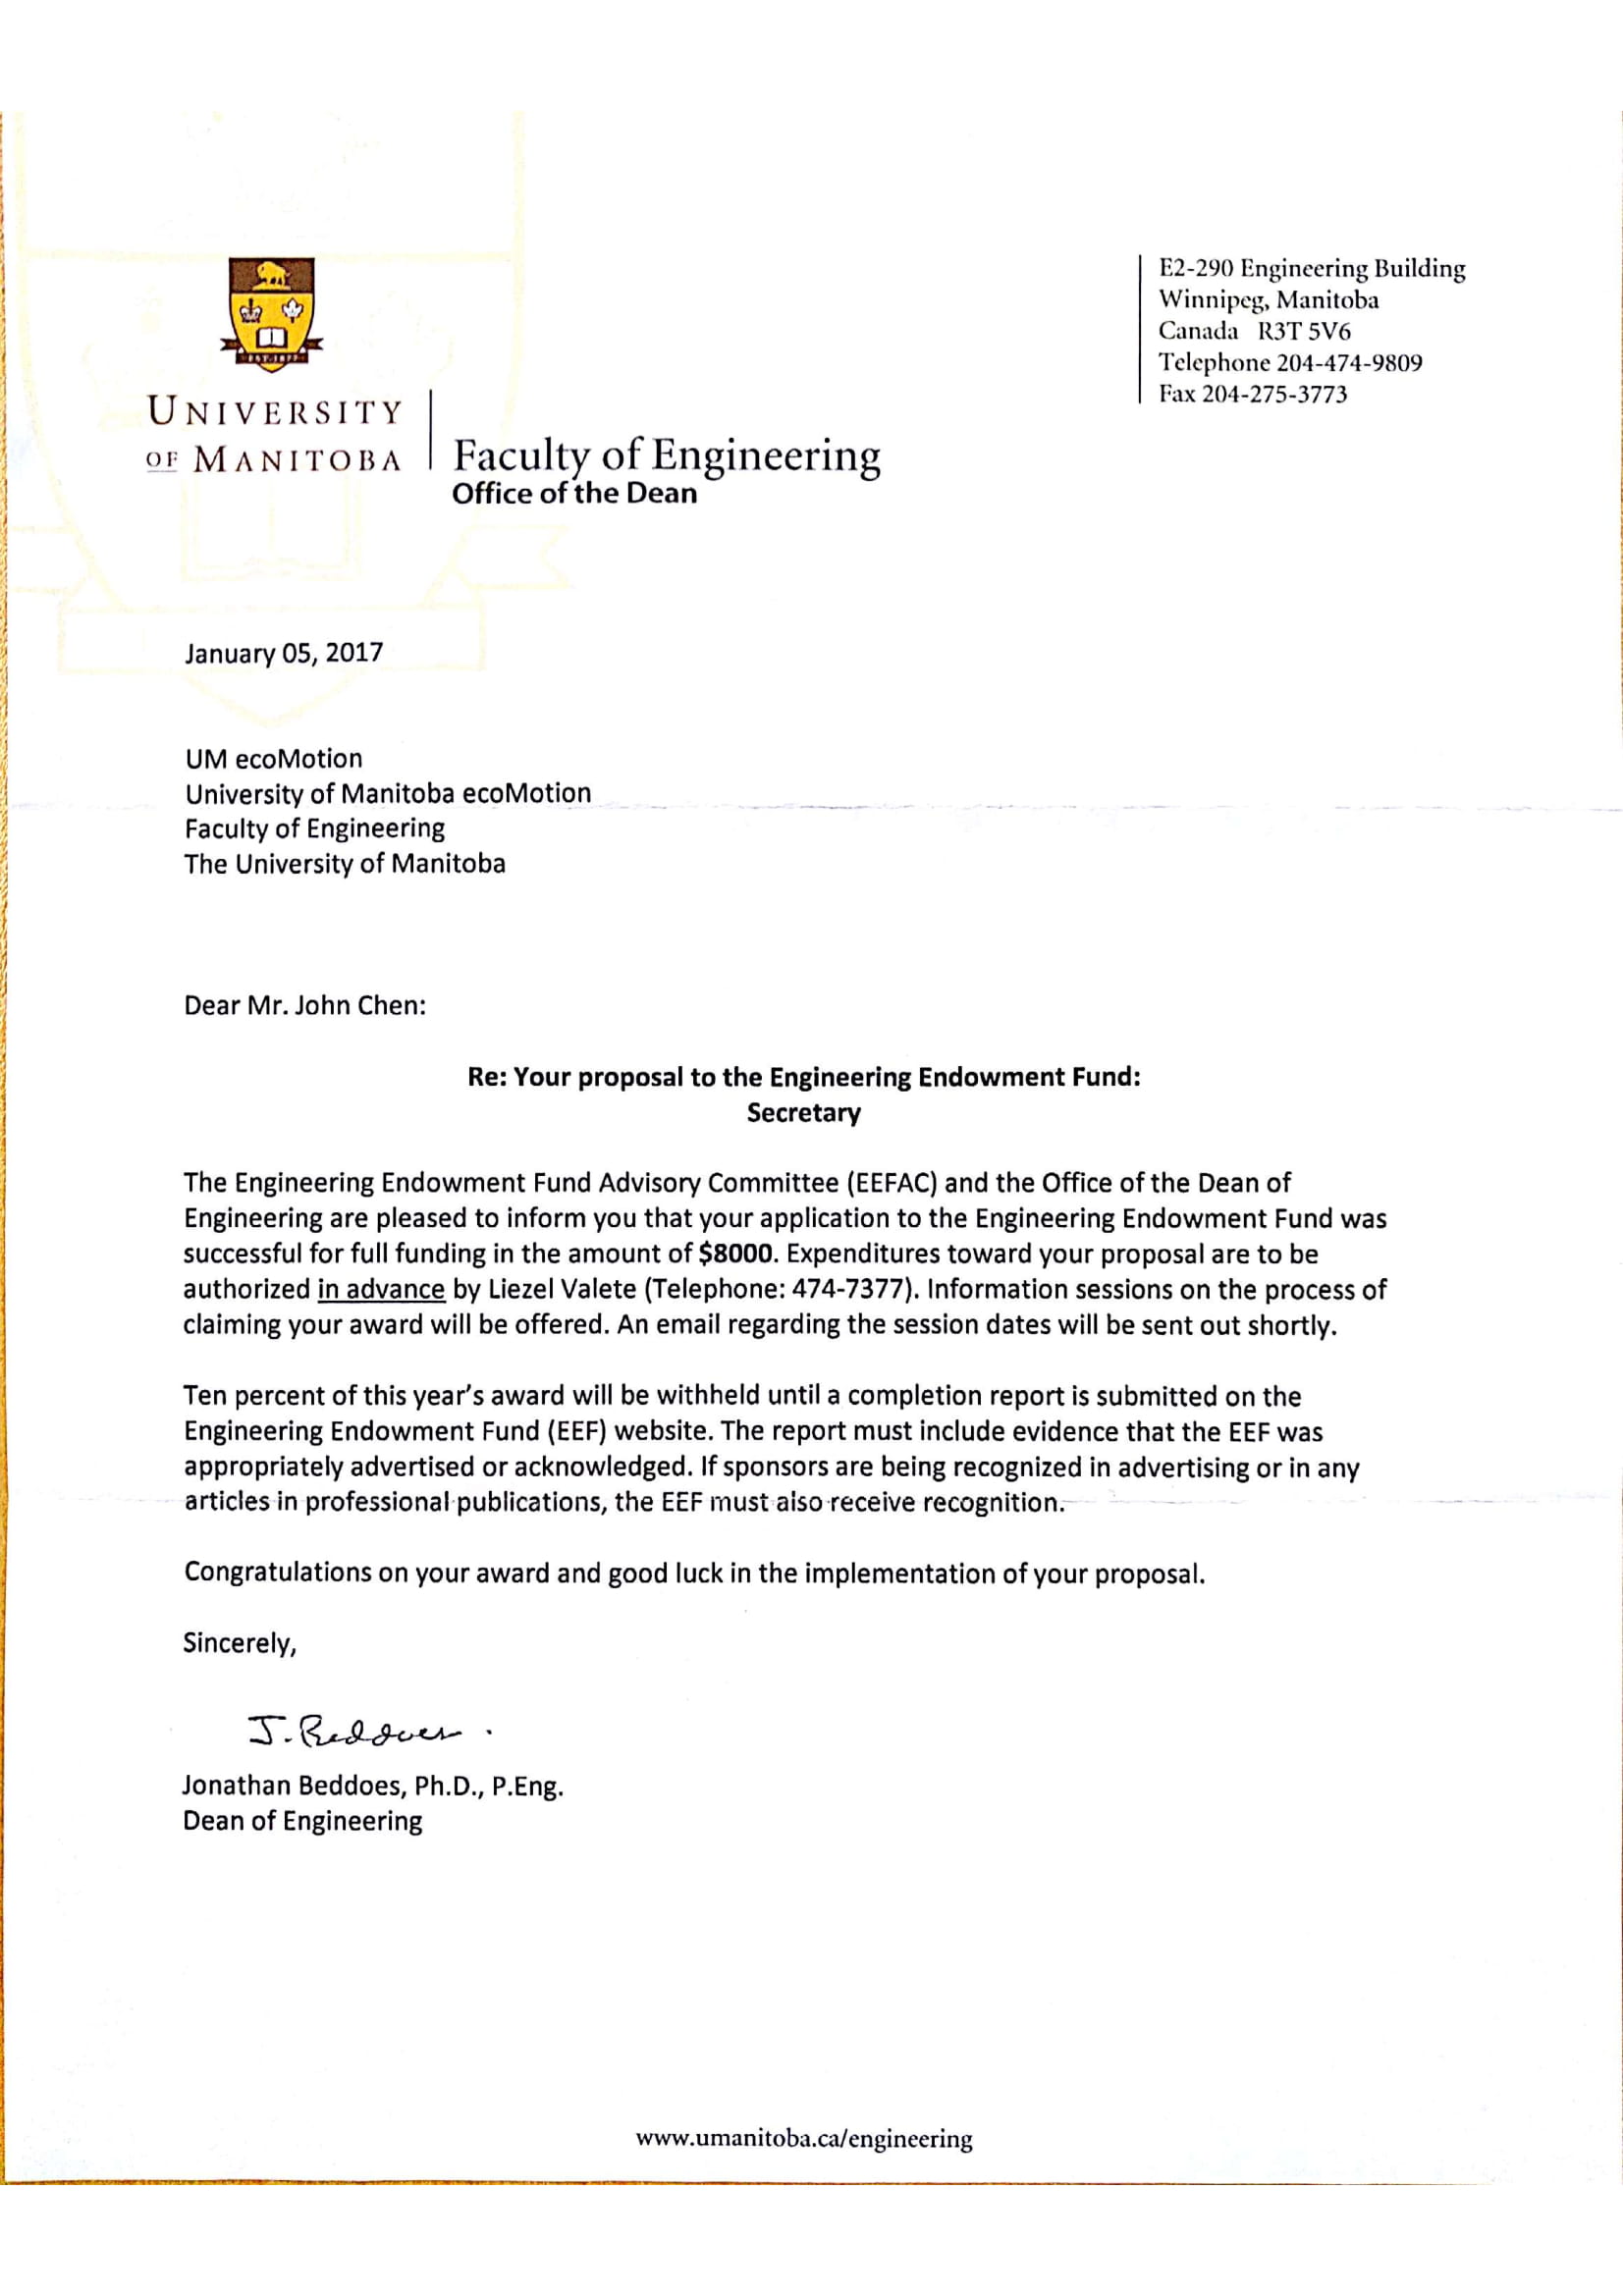 EST. 1877
UNIVERSITY
OF MANITOBA
Faculty of Engineering
Office of the Dean
E2-290 Engineering Building
Winnipeg, Manitoba
Canada R3T 5V6
Telephone 204-474-9809
Fax 204-275-3773
January 05, 2017
UM ecoMotion
University of Manitoba ecoMotion
Faculty of Engineering
The University of Manitoba
Dear Mr. John Chen:
Re: Your proposal to the Engineering Endowment Fund:
Secretary
The Engineering Endowment Fund Advisory Committee (EEFAC) and the Office of the Dean of
Engineering are pleased to inform you that your application to the Engineering Endowment Fund was
successful for full funding in the amount of $8000. Expenditures toward your proposal are to be
authorized in advance by Liezel Valete (Telephone: 474-7377). Information sessions on the process of
claiming your award will be offered. An email regarding the session dates will be sent out shortly.
Ten percent of this year's award will be withheld until a completion report is submitted on the
Engineering Endowment Fund (EEF) website. The report must include evidence that the EEF was
appropriately advertised or acknowledged. If sponsors are being recognized in advertising or in any
articles in professional publications, the EEF must also receive recognition.
Congratulations on your award and good luck in the implementation of your proposal.
Sincerely,
J. Beddoes
Jonathan Beddoes, Ph.D., P.Eng.
Dean of Engineering
www.umanitoba.ca/engineering